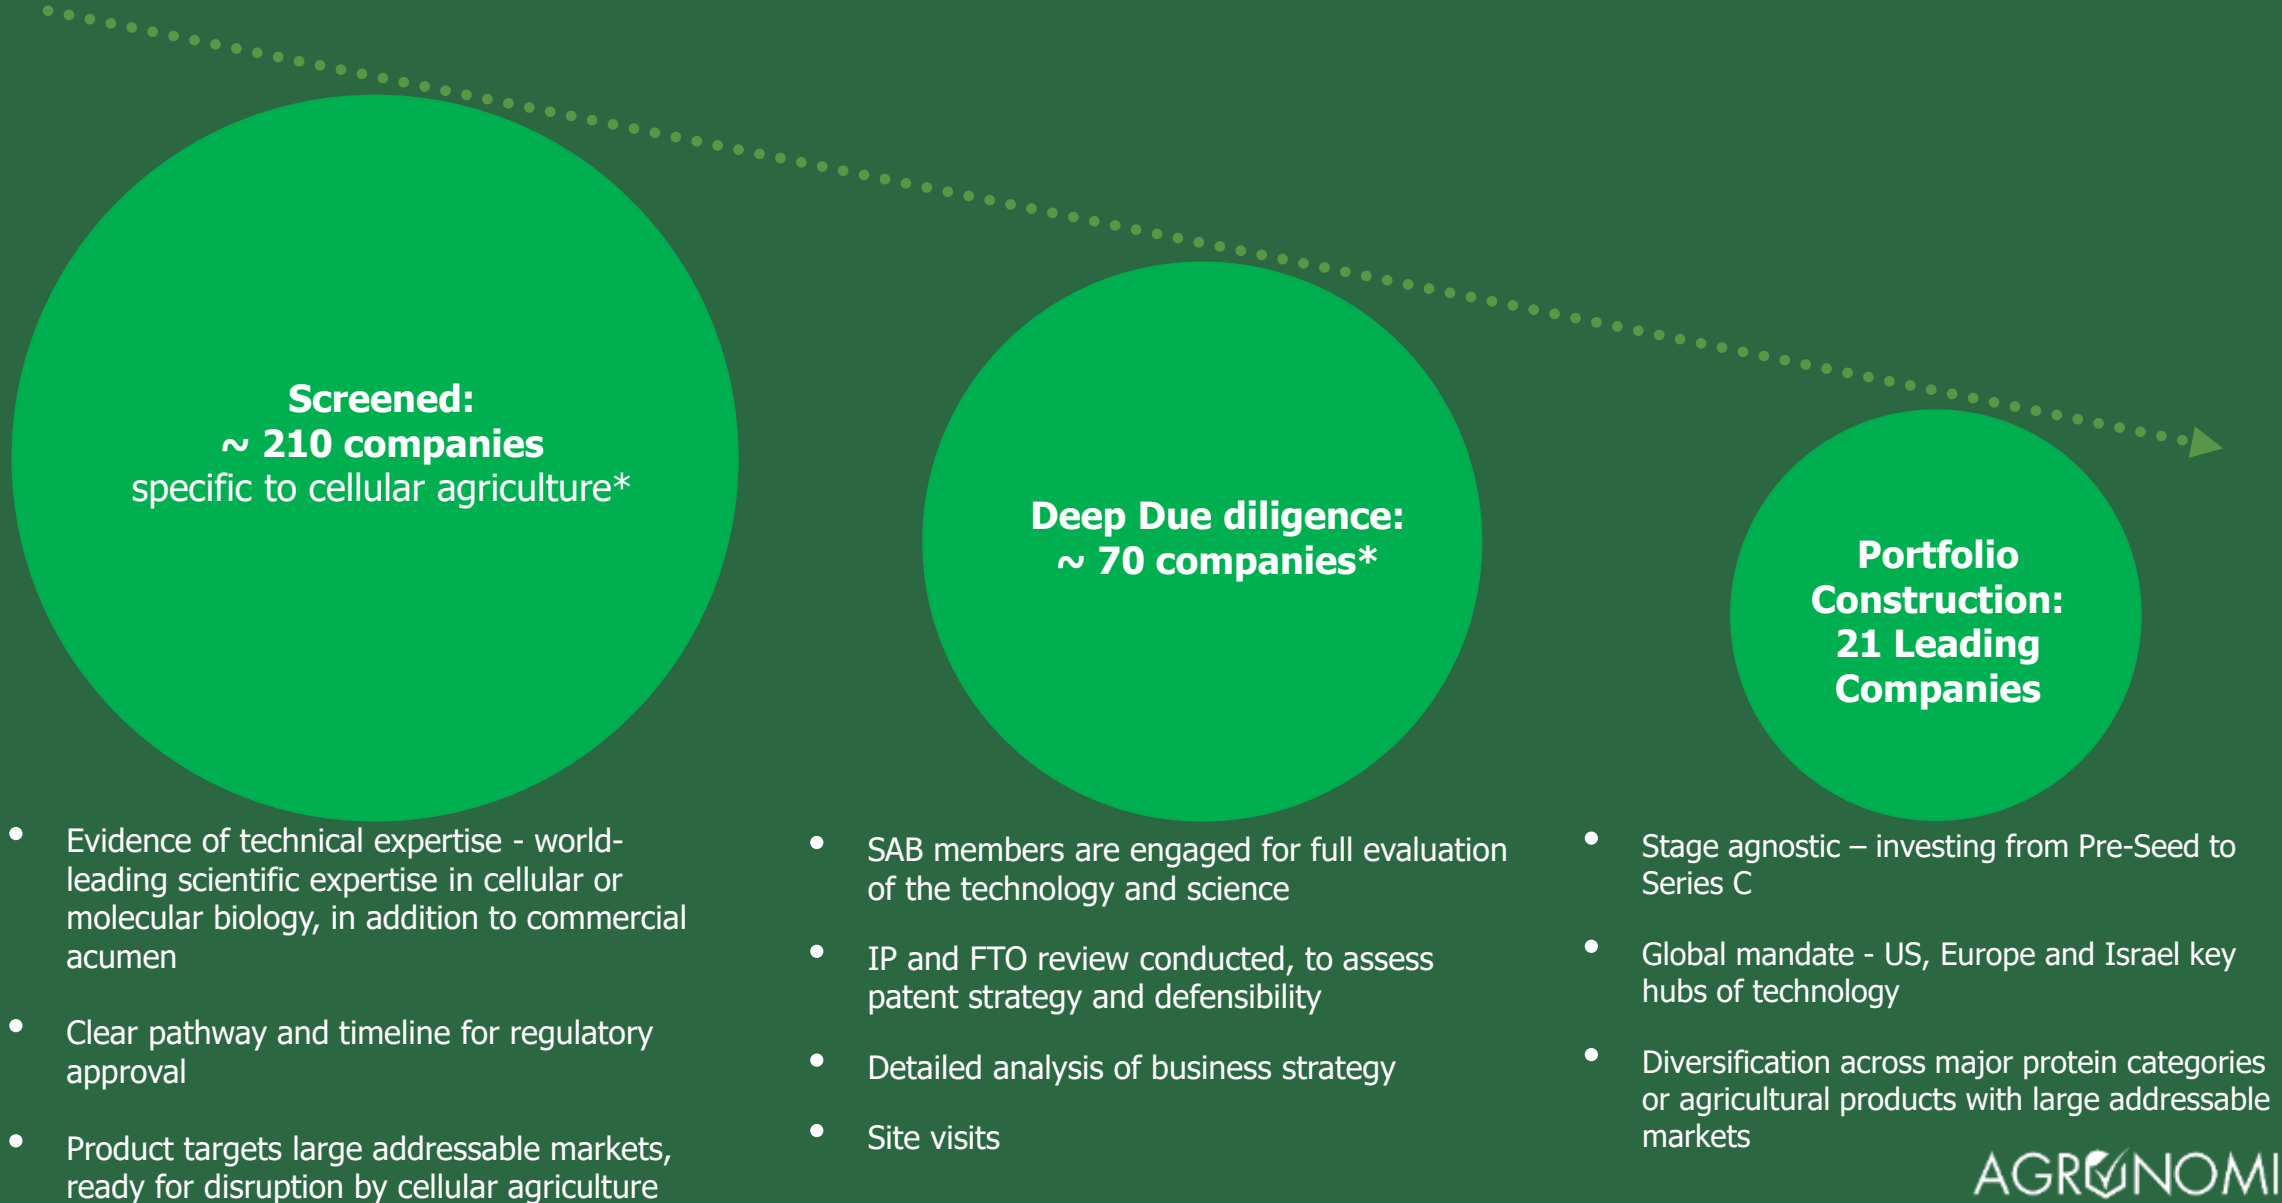 Screened:
~ 210 companies
specific to cellular agriculture*
Deep Due diligence:
~ 70 companies*
Portfolio
Construction:
21 Leading
Companies
• Evidence of technical expertise - world-
leading scientific expertise in cellular or
molecular biology, in addition to commercial
acumen
• Clear pathway and timeline for regulatory
approval
• Product targets large addressable markets,
ready for disruption by cellular agriculture
• SAB members are engaged for full evaluation
of the technology and science
• IP and FTO review conducted, to assess
patent strategy and defensibility
• Detailed analysis of business strategy
• Site visits
• Stage agnostic – investing from Pre-Seed to
Series C
• Global mandate - US, Europe and Israel key
hubs of technology
• Diversification across major protein categories
or agricultural products with large addressable
markets
AGRONOMI